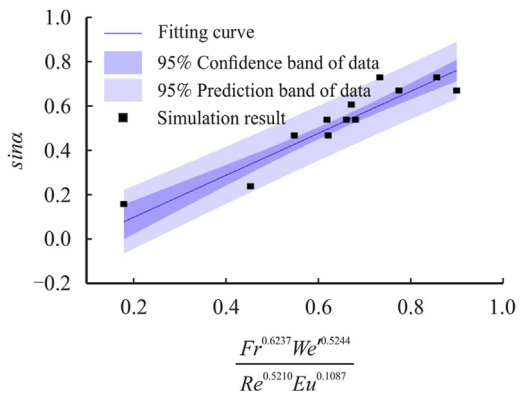 1.0
0.8
0.6
0.4
0.2
0.0
−0.2
sinα
Fitting curve
95% Confidence band of data
95% Prediction band of data
Simulation result
0.2 0.4 0.6 0.8 1.0
Fr^0.6237 We′^0.5244
Re^0.5210 Eu^0.1087